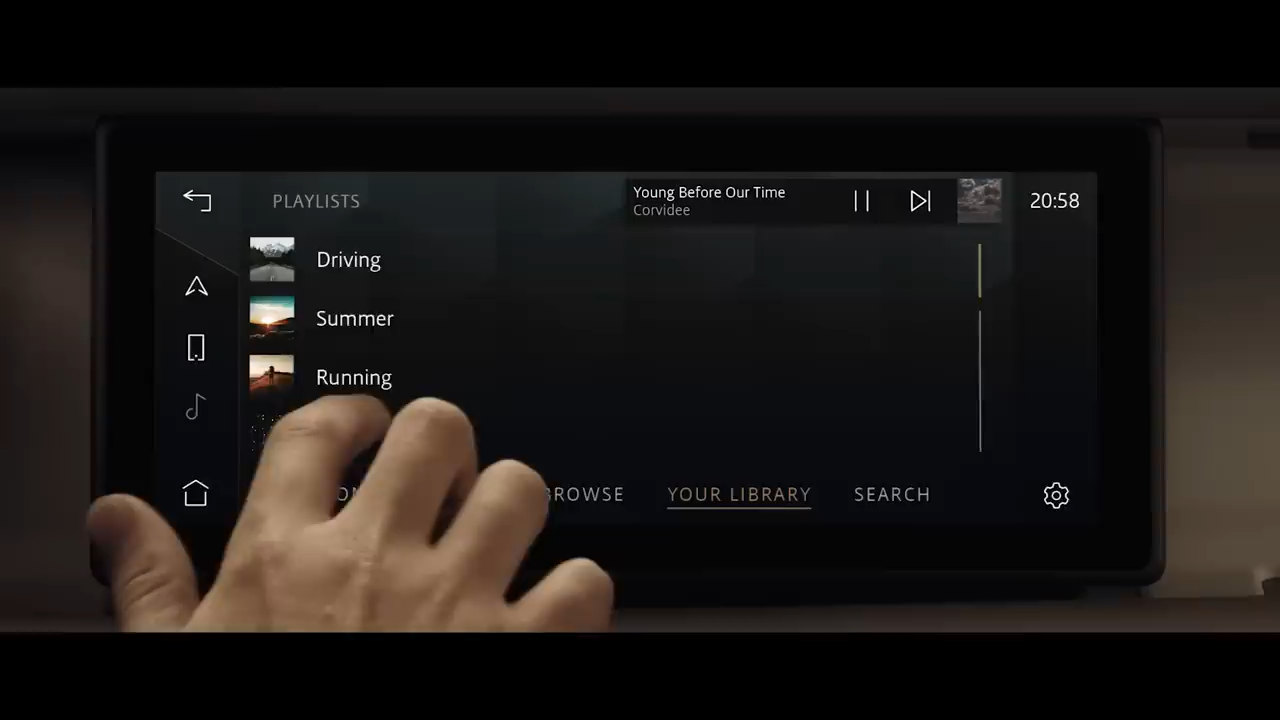 PLAYLISTS
Young Before Our Time
Corvidee
20:58
Driving
Summer
Running
BROWSE
YOUR LIBRARY
SEARCH